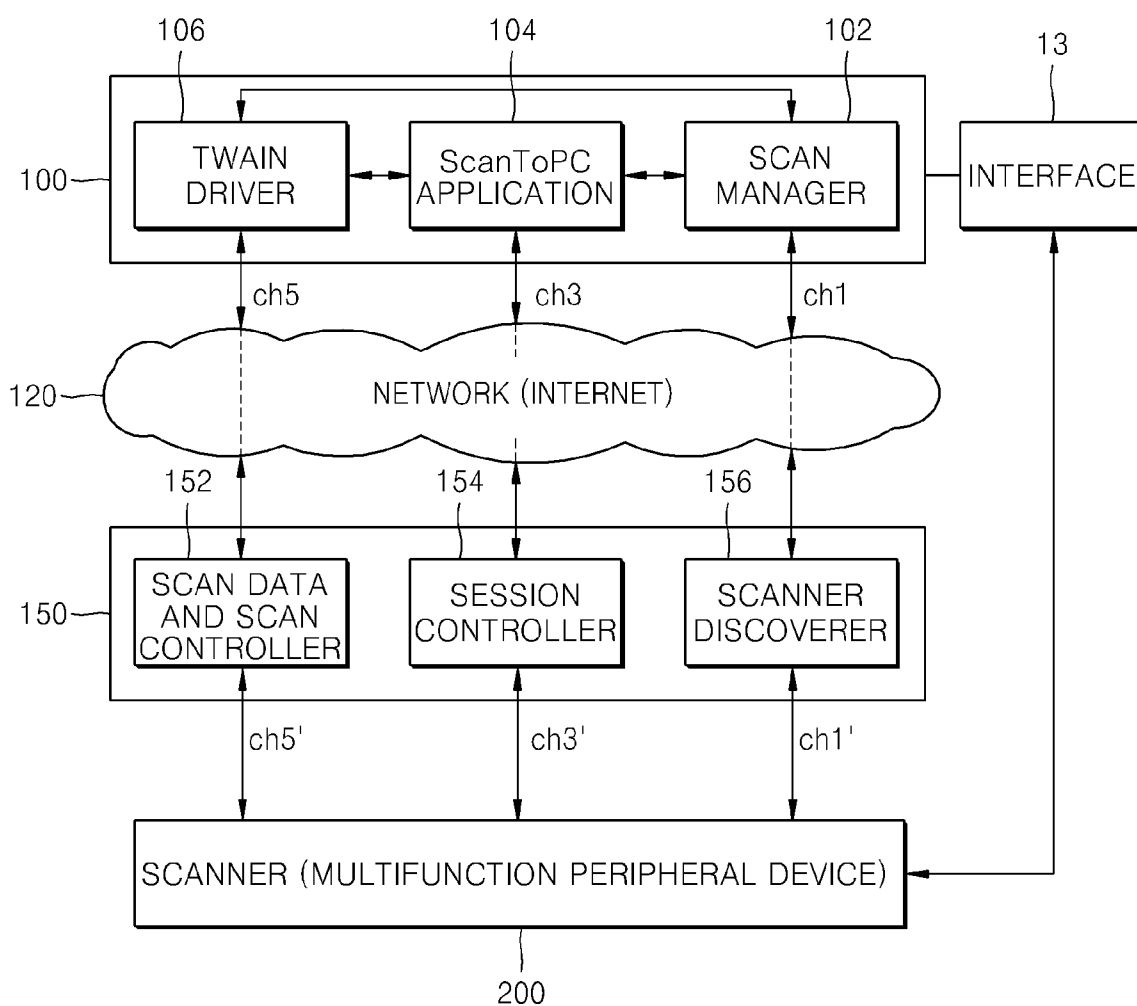 106
104
102
13
TWAIN
DRIVER
ScanToPC
APPLICATION
SCAN
MANAGER
INTERFACE
100
ch5
ch3
ch1
120
NETWORK (INTERNET)
152
154
156
SCAN DATA
AND SCAN
CONTROLLER
SESSION
CONTROLLER
SCANNER
DISCOVERER
150
ch5'
ch3'
ch1'
SCANNER (MULTIFUNCTION PERIPHERAL DEVICE)
200